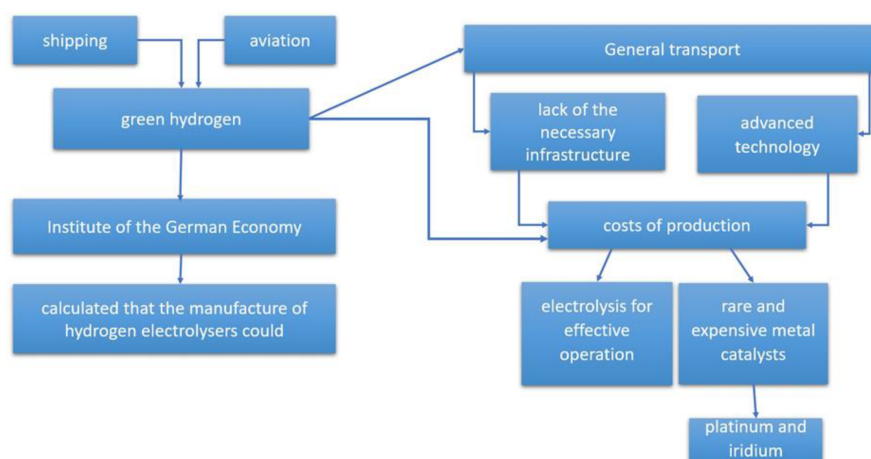 shipping
aviation
green hydrogen
Institute of the German Economy
calculated that the manufacture of
hydrogen electrolysers could
General transport
lack of the
necessary
infrastructure
advanced
technology
costs of production
electrolysis for
effective
operation
rare and
expensive metal
catalysts
platinum and
iridium